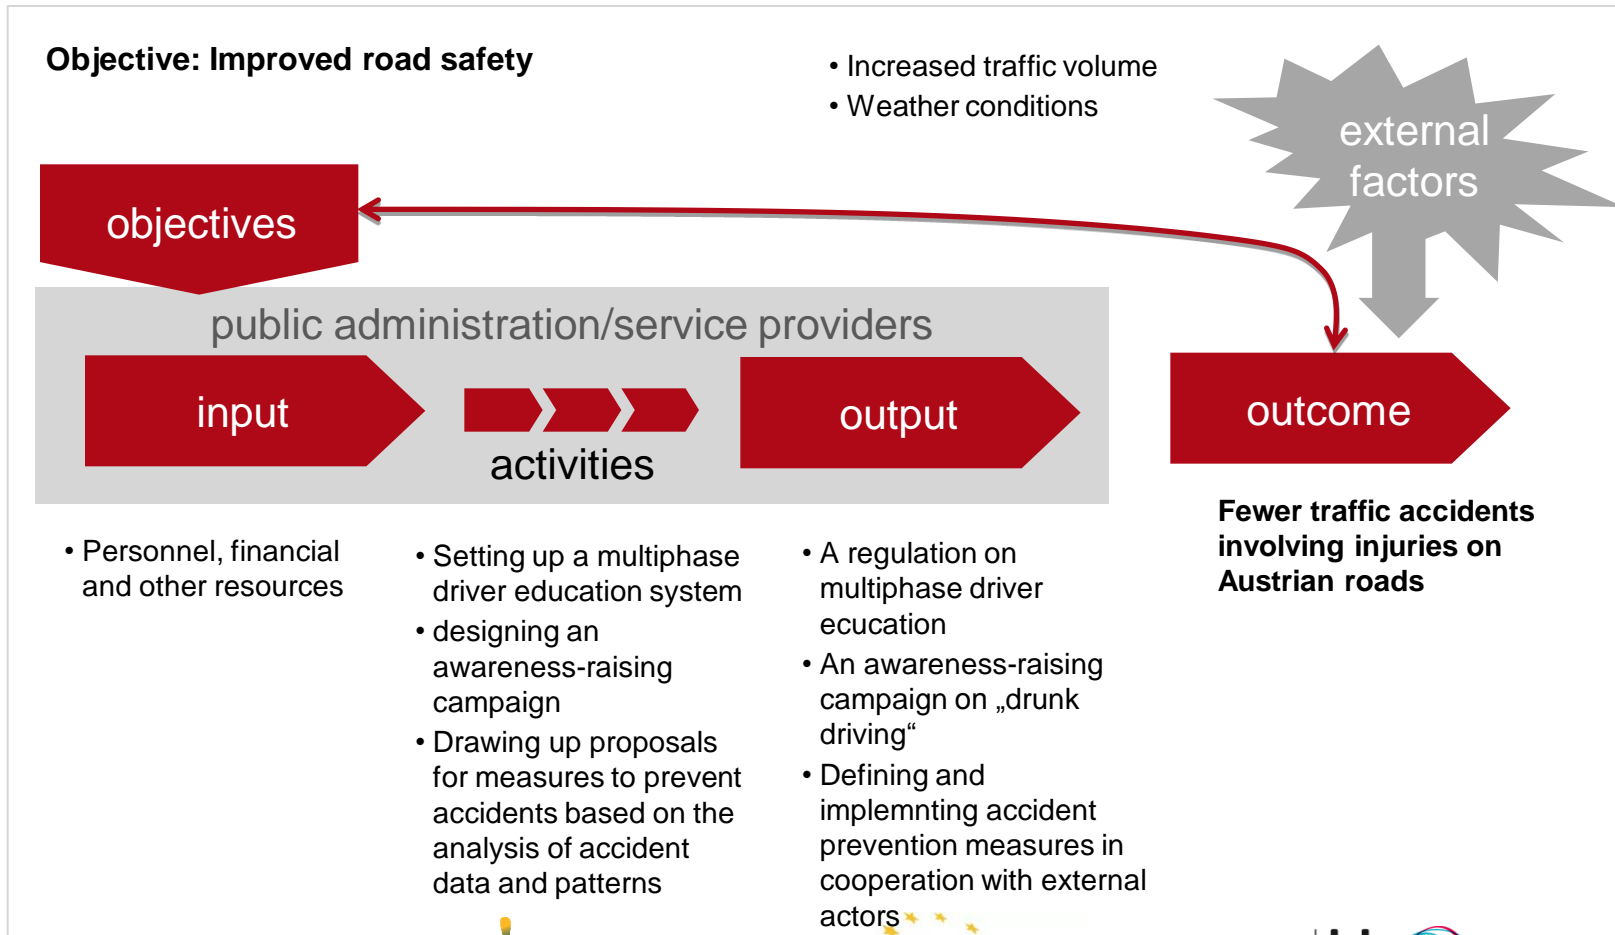 Objective: Improved road safety
• Increased traffic volume
• Weather conditions
external
factors
objectives
public administration/service providers
input
activities
output
outcome
• Personnel, financial
and other resources
• Setting up a multiphase
driver education system
• designing an
awareness-raising
campaign
• Drawing up proposals
for measures to prevent
accidents based on the
analysis of accident
data and patterns
• A regulation on
multiphase driver
ecucation
• An awareness-raising
campaign on „drunk
driving“
• Defining and
implemnting accident
prevention measures in
cooperation with external
actors
Fewer traffic accidents
involving injuries on
Austrian roads